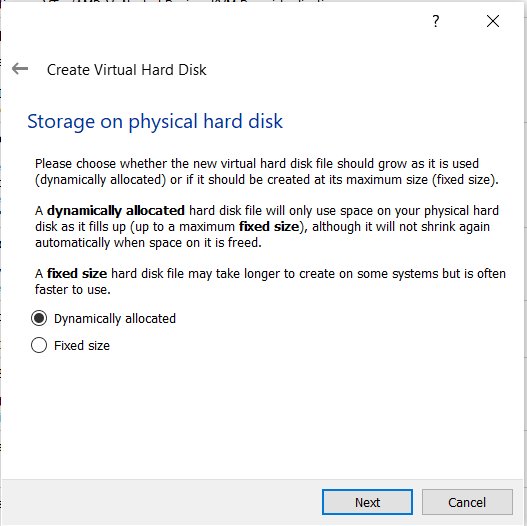 ?
Create Virtual Hard Disk
Storage on physical hard disk
Please choose whether the new virtual hard disk file should grow as it is used
(dynamically allocated) or if it should be created at its maximum size (fixed size).
A dynamically allocated hard disk file will only use space on your physical hard
disk as it fills up (up to a maximum fixed size), although it will not shrink again
automatically when space on it is freed.
A fixed size hard disk file may take longer to create on some systems but is often
faster to use.
Dynamically allocated
Fixed size
Next
Cancel